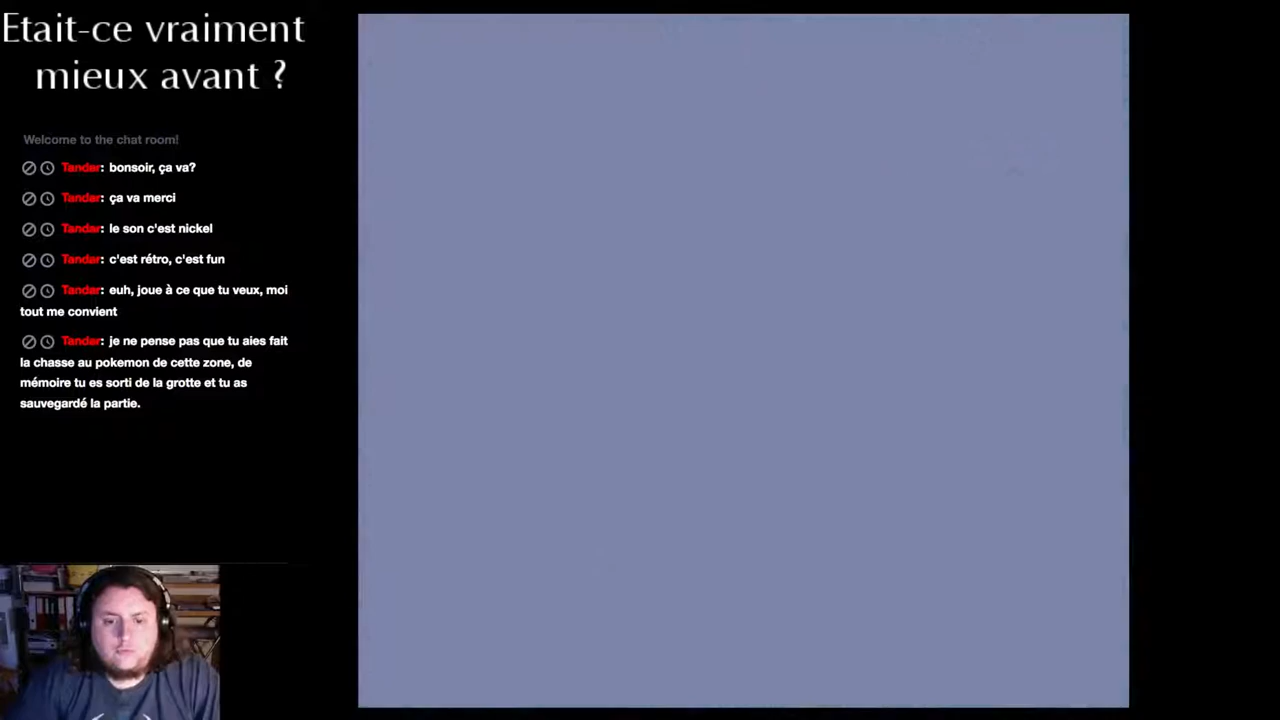 Etait-ce vraiment
mieux avant ?
Welcome to the chat room!
Tandar: bonsoir, ça va?
Tandar: ça va merci
Tandar: le son c'est nickel
Tandar: c'est rétro, c'est fun
Tandar: euh, joue à ce que tu veux, moi
tout me convient
Tandar: je ne pense pas que tu aies fait
la chasse au pokemon de cette zone, de
mémoire tu es sorti de la grotte et tu as
sauvegardé la partie.